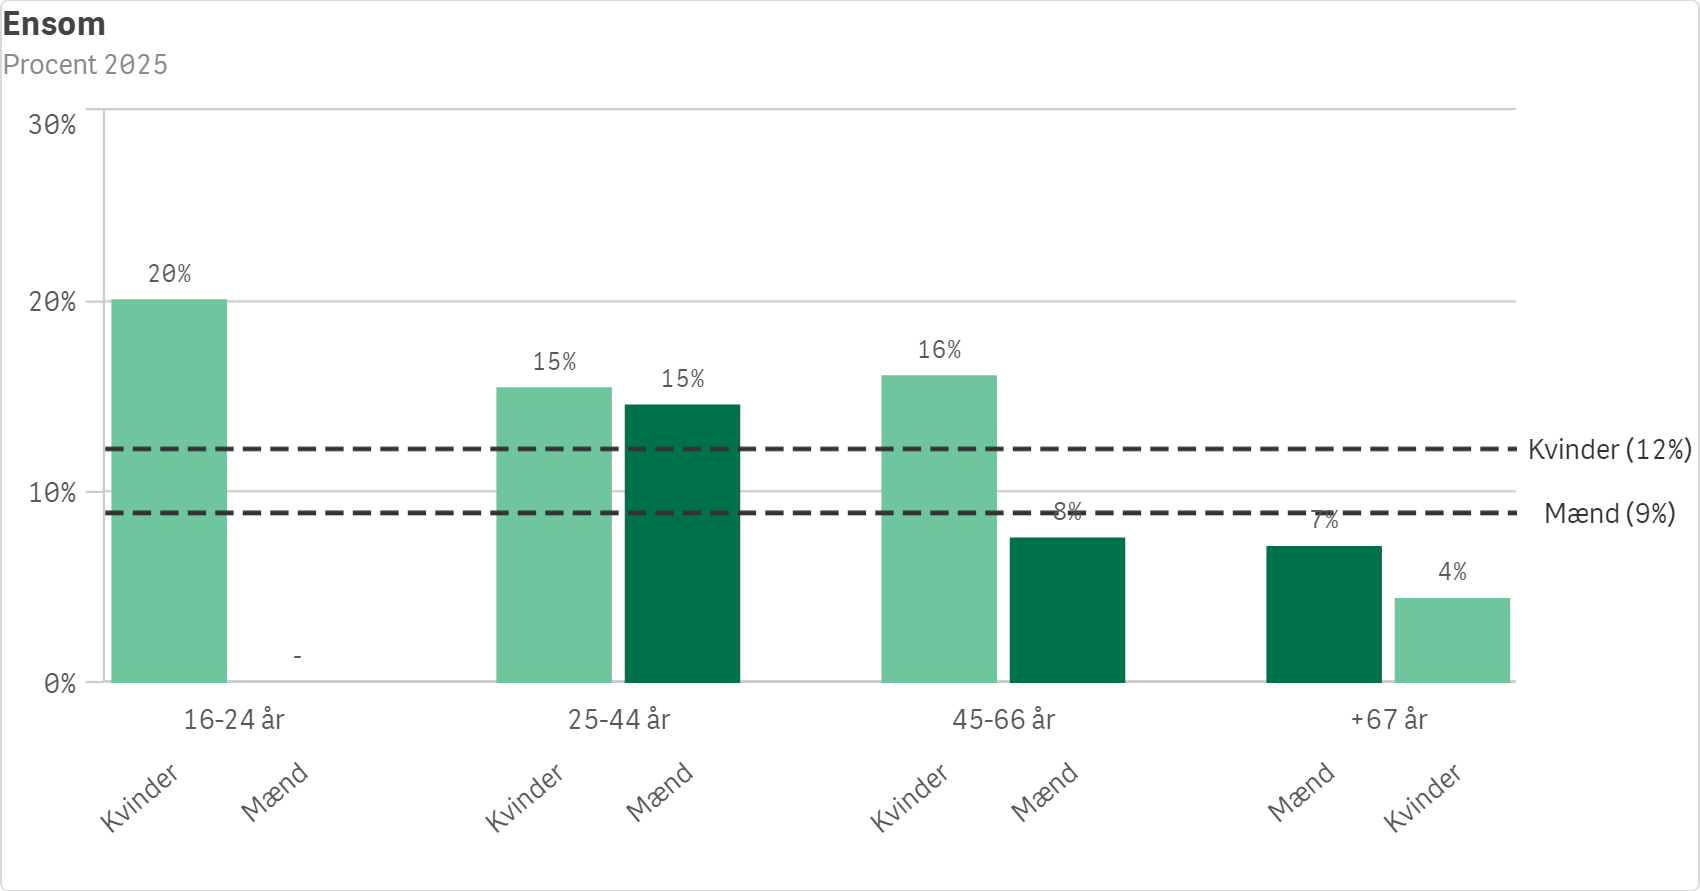 Ensom
Procent 2025
30%
20%
10%
0%
20%
-
15%
15%
16%
8%
7%
4%
Kvinder (12%)
Mænd (9%)
16-24 år
25-44 år
45-66 år
+67 år
Kvinder
Mænd
Kvinder
Mænd
Kvinder
Mænd
Mænd
Kvinder